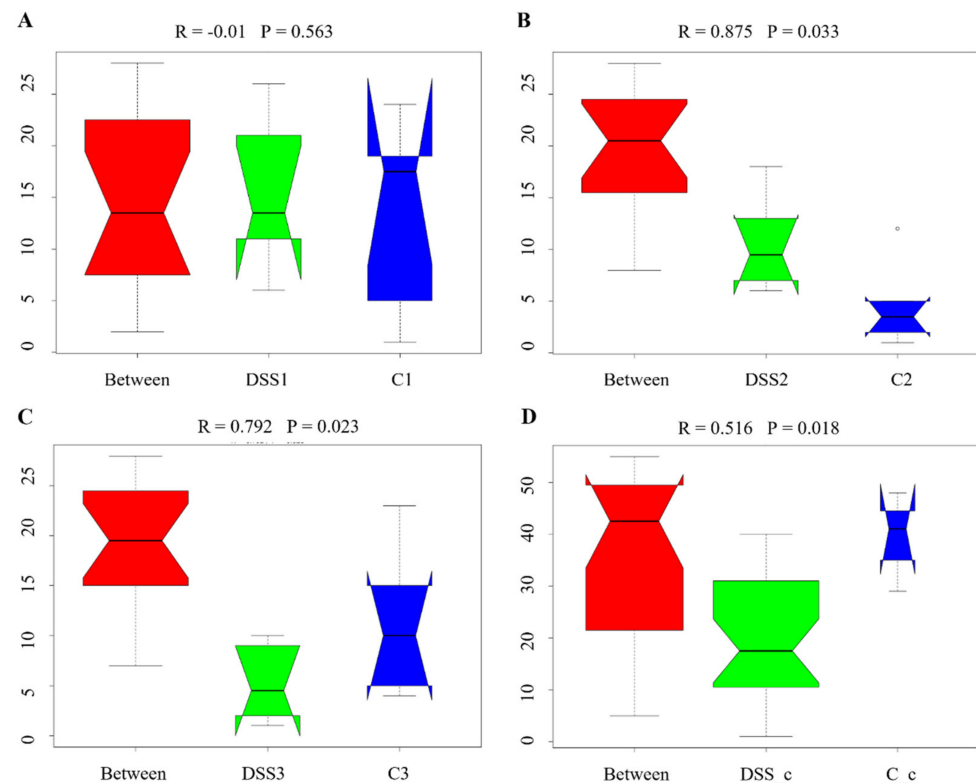 A
R = -0.01 P = 0.563
25
20
15
10
5
0
Between DSS1 C1
B
R = 0.875 P = 0.033
25
20
15
10
5
0
Between DSS2 C2
C
R = 0.792 P = 0.023
25
20
15
10
5
0
Between DSS3 C3
D
R = 0.516 P = 0.018
50
40
30
20
10
0
Between DSS_c C_c